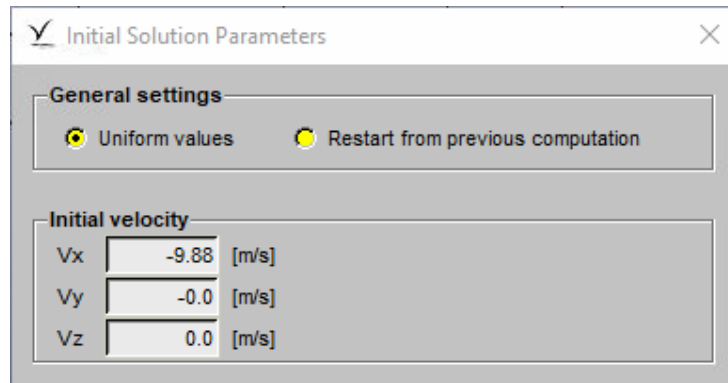 Initial Solution Parameters
General settings
Uniform values Restart from previous computation
Initial velocity
Vx -9.88 [m/s]
Vy -0.0 [m/s]
Vz 0.0 [m/s]